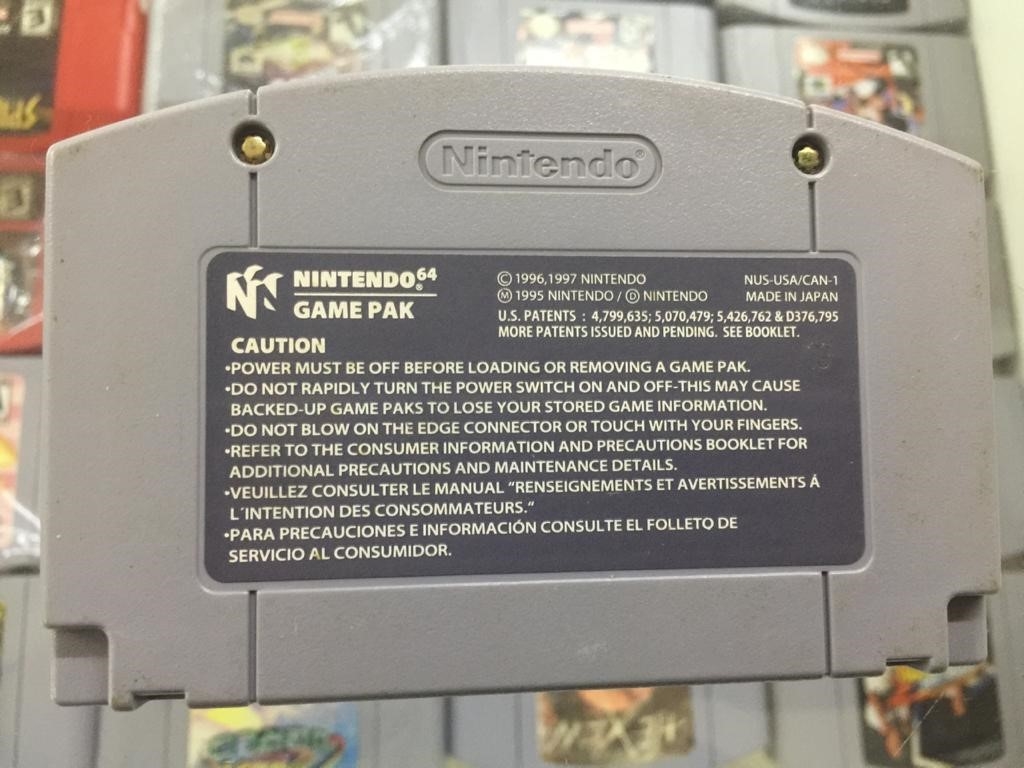 Nintendo®
NINTENDO⁶⁴®
GAME PAK
© 1996,1997 NINTENDO
Ⓜ 1995 NINTENDO / Ⓓ NINTENDO
NUS-USA/CAN-1
MADE IN JAPAN
U.S. PATENTS : 4,799,635; 5,070,479; 5,426,762 & D376,795
MORE PATENTS ISSUED AND PENDING. SEE BOOKLET.
CAUTION
•POWER MUST BE OFF BEFORE LOADING OR REMOVING A GAME PAK.
•DO NOT RAPIDLY TURN THE POWER SWITCH ON AND OFF-THIS MAY CAUSE
BACKED-UP GAME PAKS TO LOSE YOUR STORED GAME INFORMATION.
•DO NOT BLOW ON THE EDGE CONNECTOR OR TOUCH WITH YOUR FINGERS.
•REFER TO THE CONSUMER INFORMATION AND PRECAUTIONS BOOKLET FOR
ADDITIONAL PRECAUTIONS AND MAINTENANCE DETAILS.
•VEUILLEZ CONSULTER LE MANUAL "RENSEIGNEMENTS ET AVERTISSEMENTS Á
L'INTENTION DES CONSOMMATEURS."
•PARA PRECAUCIONES E INFORMACIÓN CONSULTE EL FOLLETO DE
SERVICIO AL CONSUMIDOR.
HEXEN